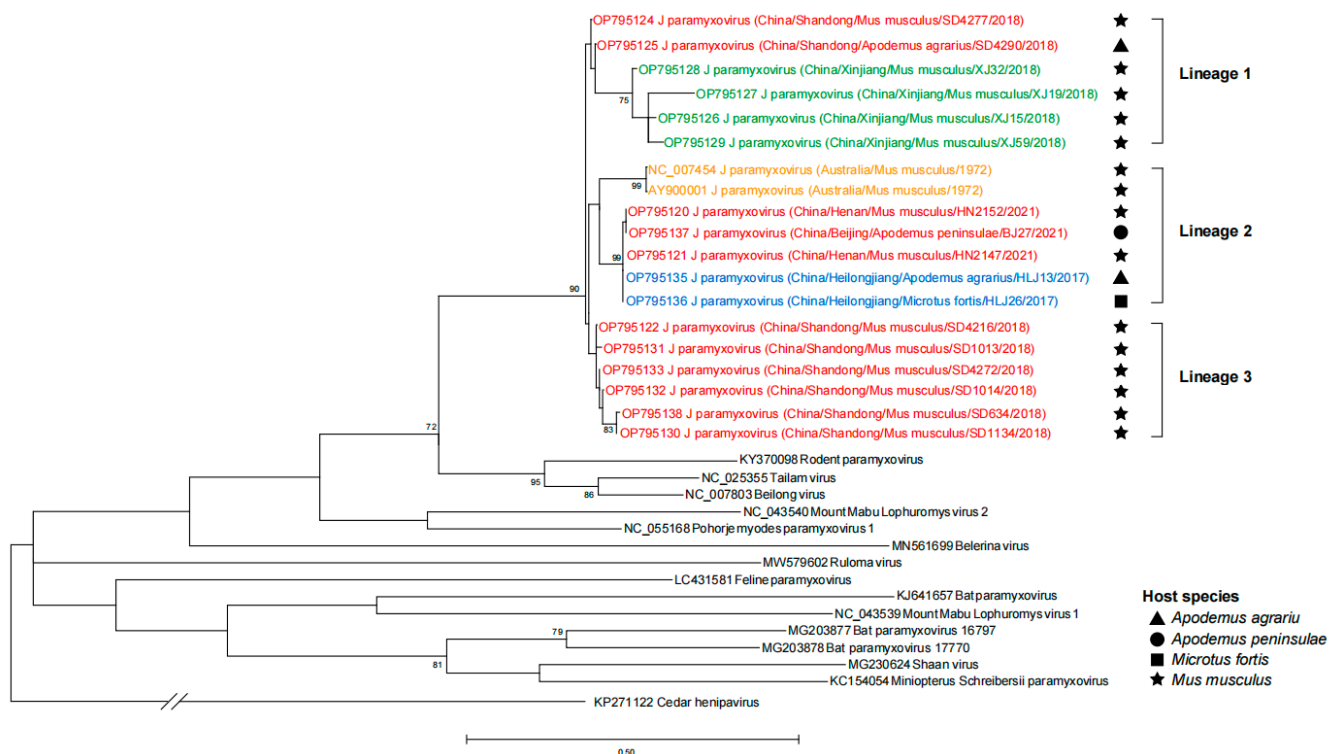 OP795124 J paramyxovirus (China/Shandong/Mus musculus/SD4277/2018)
OP795125 J paramyxovirus (China/Shandong/Apodemus agrarius/SD4290/2018)
OP795128 J paramyxovirus (China/Xinjiang/Mus musculus/XJ32/2018)
Lineage 1
OP795127 J paramyxovirus (China/Xinjiang/Mus musculus/XJ19/2018)
75
OP795126 J paramyxovirus (China/Xinjiang/Mus musculus/XJ15/2018)
OP795129 J paramyxovirus (China/Xinjiang/Mus musculus/XJ59/2018)
NC_007454 J paramyxovirus (Australia/Mus musculus/1972)
99
AY900001 J paramyxovirus (Australia/Mus musculus/1972)
OP795120 J paramyxovirus (China/Henan/Mus musculus/HN2152/2021)
OP795137 J paramyxovirus (China/Beijing/Apodemus peninsulae/BJ27/2021)
Lineage 2
OP795121 J paramyxovirus (China/Henan/Mus musculus/HN2147/2021)
99
OP795135 J paramyxovirus (China/Heilongjiang/Apodemus agrarius/HLJ13/2017)
90
OP795136 J paramyxovirus (China/Heilongjiang/Microtus fortis/HLJ26/2017)
OP795122 J paramyxovirus (China/Shandong/Mus musculus/SD4216/2018)
OP795131 J paramyxovirus (China/Shandong/Mus musculus/SD1013/2018)
OP795133 J paramyxovirus (China/Shandong/Mus musculus/SD4272/2018)
Lineage 3
OP795132 J paramyxovirus (China/Shandong/Mus musculus/SD1014/2018)
OP795138 J paramyxovirus (China/Shandong/Mus musculus/SD634/2018)
83
OP795130 J paramyxovirus (China/Shandong/Mus musculus/SD1134/2018)
72
KY370098 Rodent paramyxovirus
95
NC_025355 Tailam virus
86
NC_007803 Beilong virus
NC_043540 Mount Mabu Lophuromys virus 2
NC_055168 Pohorje myodes paramyxovirus 1
MN561699 Belerina virus
MW579602 Ruloma virus
LC431581 Feline paramyxovirus
KJ641657 Bat paramyxovirus
NC_043539 Mount Mabu Lophuromys virus 1
79
MG203877 Bat paramyxovirus 16797
MG203878 Bat paramyxovirus 17770
81
MG230624 Shaan virus
KC154054 Miniopterus Schreibersii paramyxovirus
KP271122 Cedar henipavirus
0.50
Host species
Apodemus agrariu
Apodemus peninsulae
Microtus fortis
Mus musculus